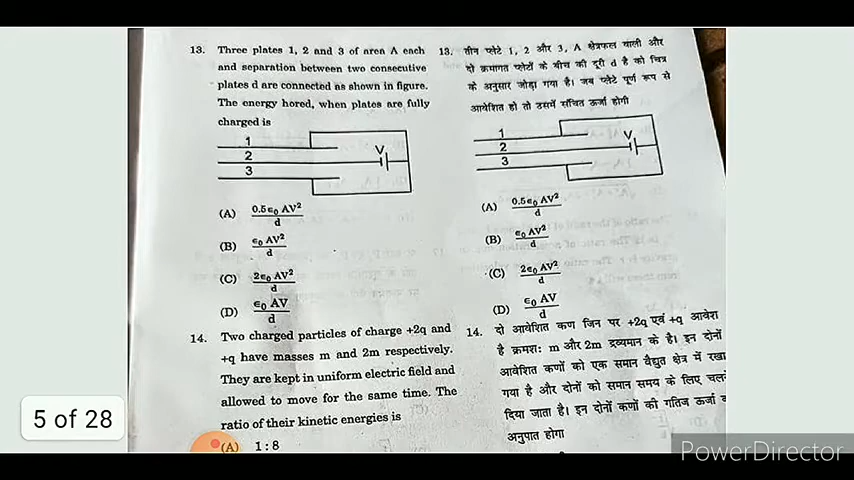 13. Three plates 1, 2 and 3 of area A each
and separation between two consecutive
plates d are connected as shown in figure.
The energy hored, when plates are fully
charged is
1
2
3
V
(A) 0.5ε₀ AV²/d
(B) ε₀ AV²/d
(C) 2ε₀ AV²/d
(D) ε₀ AV/d
14. Two charged particles of charge +2q and
+q have masses m and 2m respectively.
They are kept in uniform electric field and
allowed to move for the same time. The
ratio of their kinetic energies is
(A) 1 : 8
13. तीन प्लेटे 1, 2 और 3, A क्षेत्रफल वाली और
दो क्रमागत प्लेटों के बीच की दूरी d है को चित्र
के अनुसार जोड़ा गया है। जब प्लेटे पूर्ण रूप से
आवेशित हो तो उसमें संचित ऊर्जा होगी
1
2
3
V
(A) 0.5ε₀ AV²/d
(B) ε₀ AV²/d
(C) 2ε₀ AV²/d
(D) ε₀ AV/d
14. दो आवेशित कण जिन पर +2q एवं +q आवेश
है क्रमशः m और 2m द्रव्यमान के है। इन दोनों
आवेशित कणों को एक समान वैद्युत क्षेत्र में रखा
गया है और दोनों को समान समय के लिए चलने
दिया जाता है। इन दोनों कणों की गतिज ऊर्जा
अनुपात होगा
5 of 28
PowerDirector